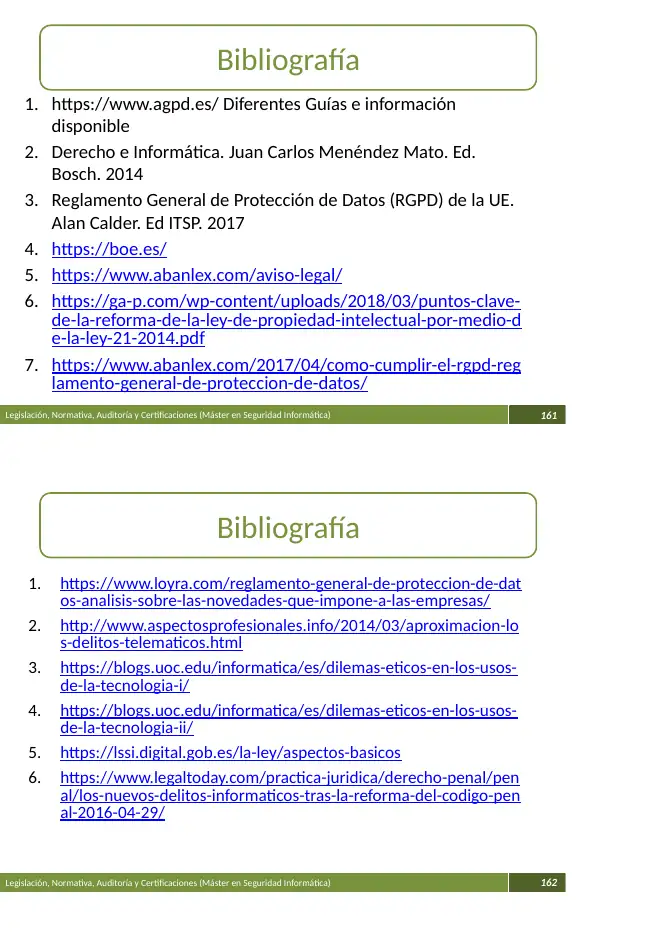 Bibliografía
1. https://www.agpd.es/ Diferentes Guías e información
disponible
2. Derecho e Informática. Juan Carlos Menéndez Mato. Ed.
Bosch. 2014
3. Reglamento General de Protección de Datos (RGPD) de la UE.
Alan Calder. Ed ITSP. 2017
4. https://boe.es/
5. https://www.abanlex.com/aviso-legal/
6. https://ga-p.com/wp-content/uploads/2018/03/puntos-clave-
de-la-reforma-de-la-ley-de-propiedad-intelectual-por-medio-d
e-la-ley-21-2014.pdf
7. https://www.abanlex.com/2017/04/como-cumplir-el-rgpd-reg
lamento-general-de-proteccion-de-datos/
Legislación, Normativa, Auditoría y Certificaciones (Máster en Seguridad Informática) 161
Bibliografía
1. https://www.loyra.com/reglamento-general-de-proteccion-de-dat
os-analisis-sobre-las-novedades-que-impone-a-las-empresas/
2. http://www.aspectosprofesionales.info/2014/03/aproximacion-lo
s-delitos-telematicos.html
3. https://blogs.uoc.edu/informatica/es/dilemas-eticos-en-los-usos-
de-la-tecnologia-i/
4. https://blogs.uoc.edu/informatica/es/dilemas-eticos-en-los-usos-
de-la-tecnologia-ii/
5. https://lssi.digital.gob.es/la-ley/aspectos-basicos
6. https://www.legaltoday.com/practica-juridica/derecho-penal/pen
al/los-nuevos-delitos-informaticos-tras-la-reforma-del-codigo-pen
al-2016-04-29/
Legislación, Normativa, Auditoría y Certificaciones (Máster en Seguridad Informática) 162